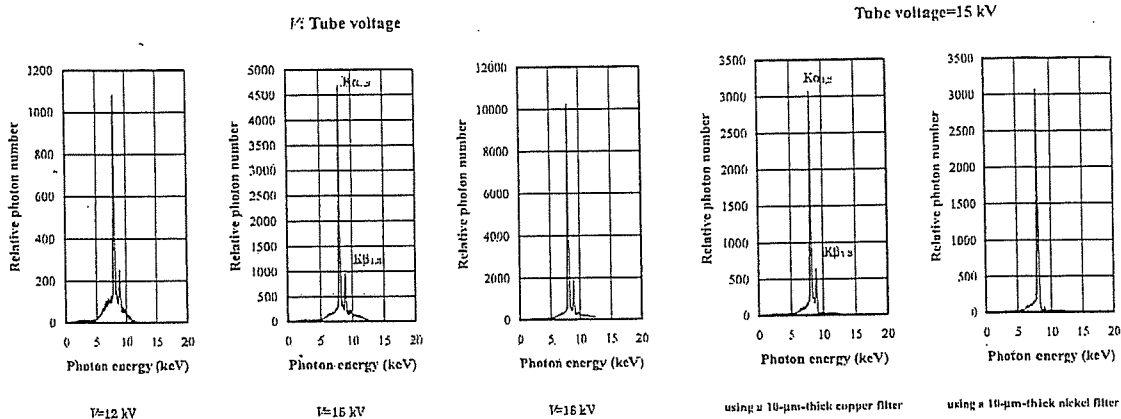 V: Tube voltage
Tube voltage=15 kV
Relative photon number
1200
1000
800
600
400
200
0
0 5 10 15 20
Photon energy (keV)
V=12 kV
Relative photon number
5000
4500
4000
3500
3000
2500
2000
1500
1000
500
0
Kα1,2
Kβ1,3
0 5 10 15 20
Photon energy (keV)
V=15 kV
Relative photon number
12000
10000
8000
6000
4000
2000
0
0 5 10 15 20
Photon energy (keV)
V=18 kV
Relative photon number
3500
3000
2500
2000
1500
1000
500
0
Kα1,2
Kβ1,3
0 5 10 15 20
Photon energy (keV)
using a 10-μm-thick copper filter
Relative photon number
3500
3000
2500
2000
1500
1000
500
0
0 5 10 15 20
Photon energy (keV)
using a 10-μm-thick nickel filter